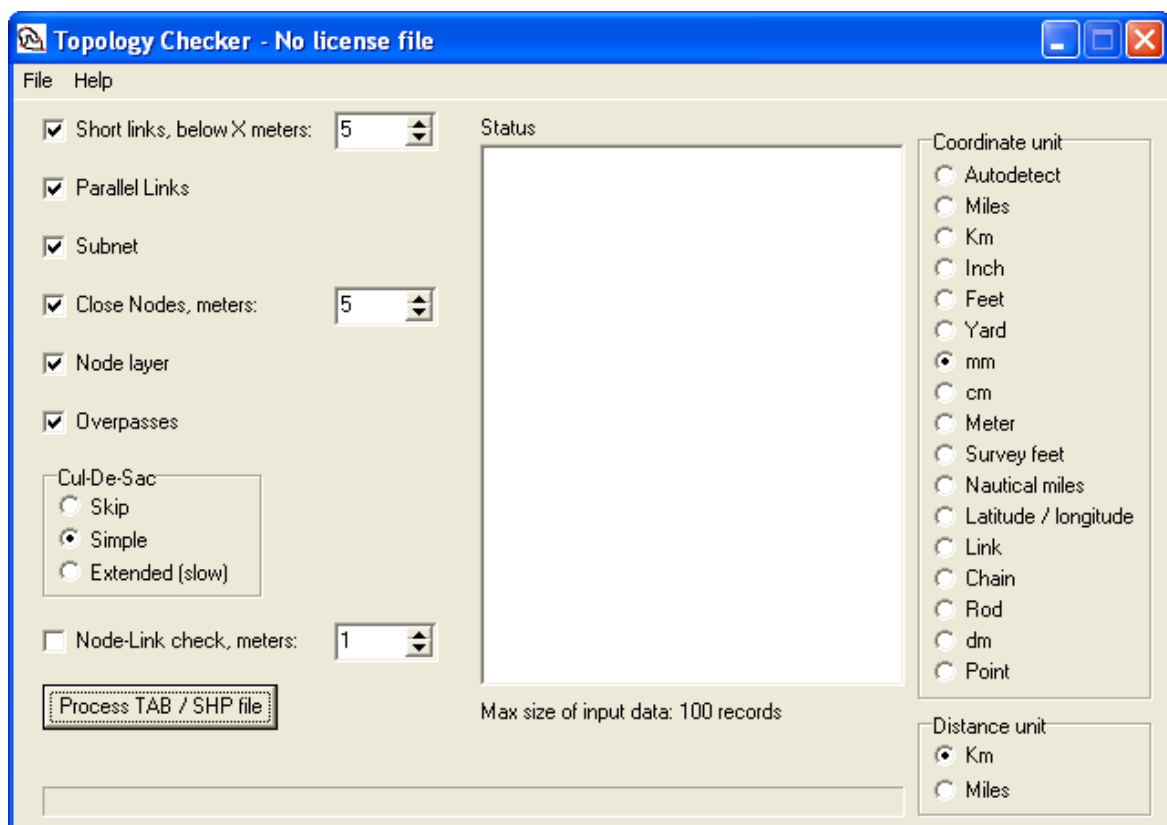 Topology Checker - No license file
File Help
Short links, below X meters: 5
Parallel Links
Subnet
Close Nodes, meters: 5
Node layer
Overpasses
Cul-De-Sac
Skip
Simple
Extended (slow)
Node-Link check, meters: 1
Process TAB / SHP file
Status
Max size of input data: 100 records
Coordinate unit
Autodetect
Miles
Km
Inch
Feet
Yard
mm
cm
Meter
Survey feet
Nautical miles
Latitude / longitude
Link
Chain
Rod
dm
Point
Distance unit
Km
Miles